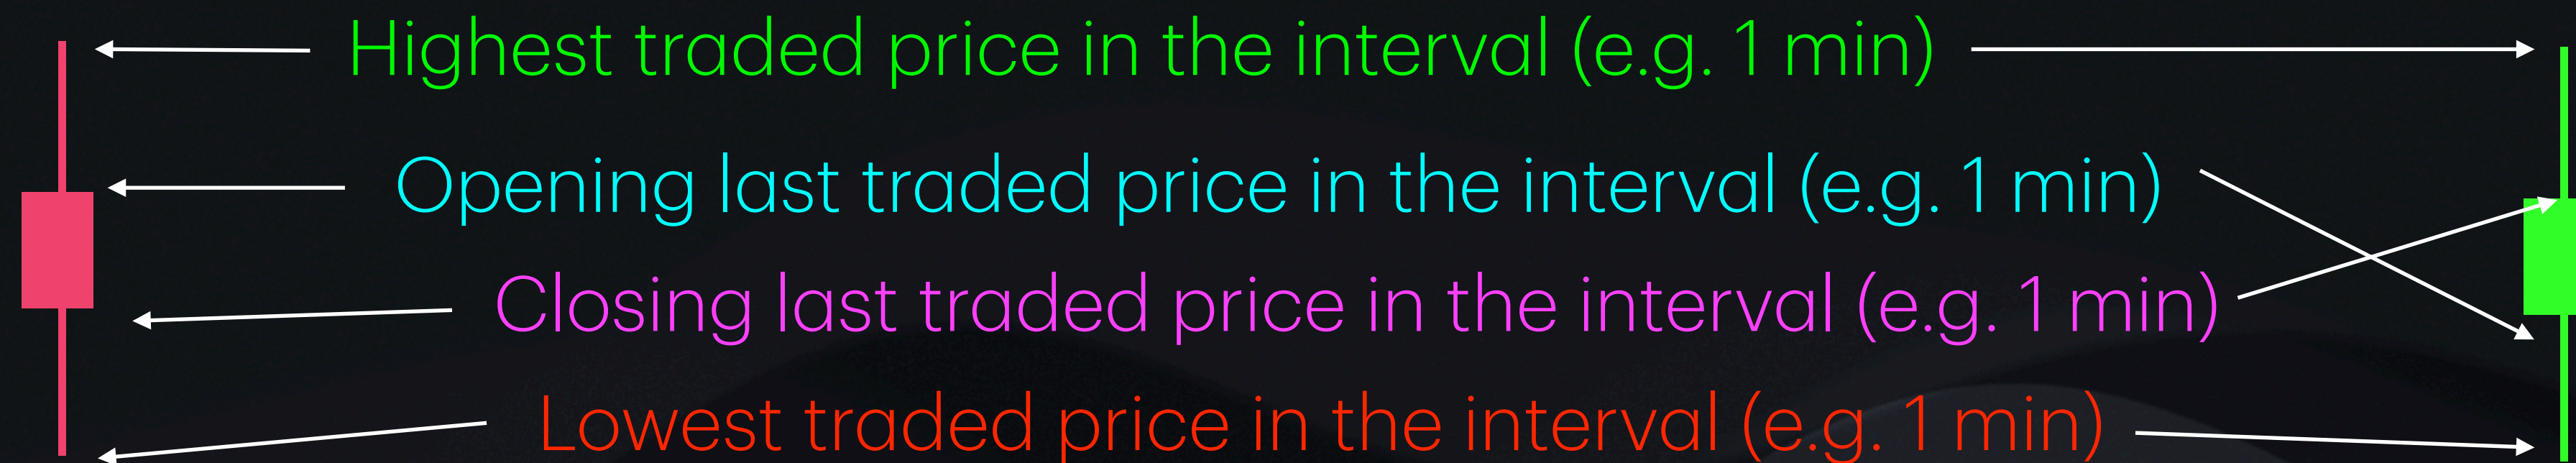 Highest traded price in the interval (e.g. 1 min)
Opening last traded price in the interval (e.g. 1 min)
Closing last traded price in the interval (e.g. 1 min)
Lowest traded price in the interval (e.g. 1 min)